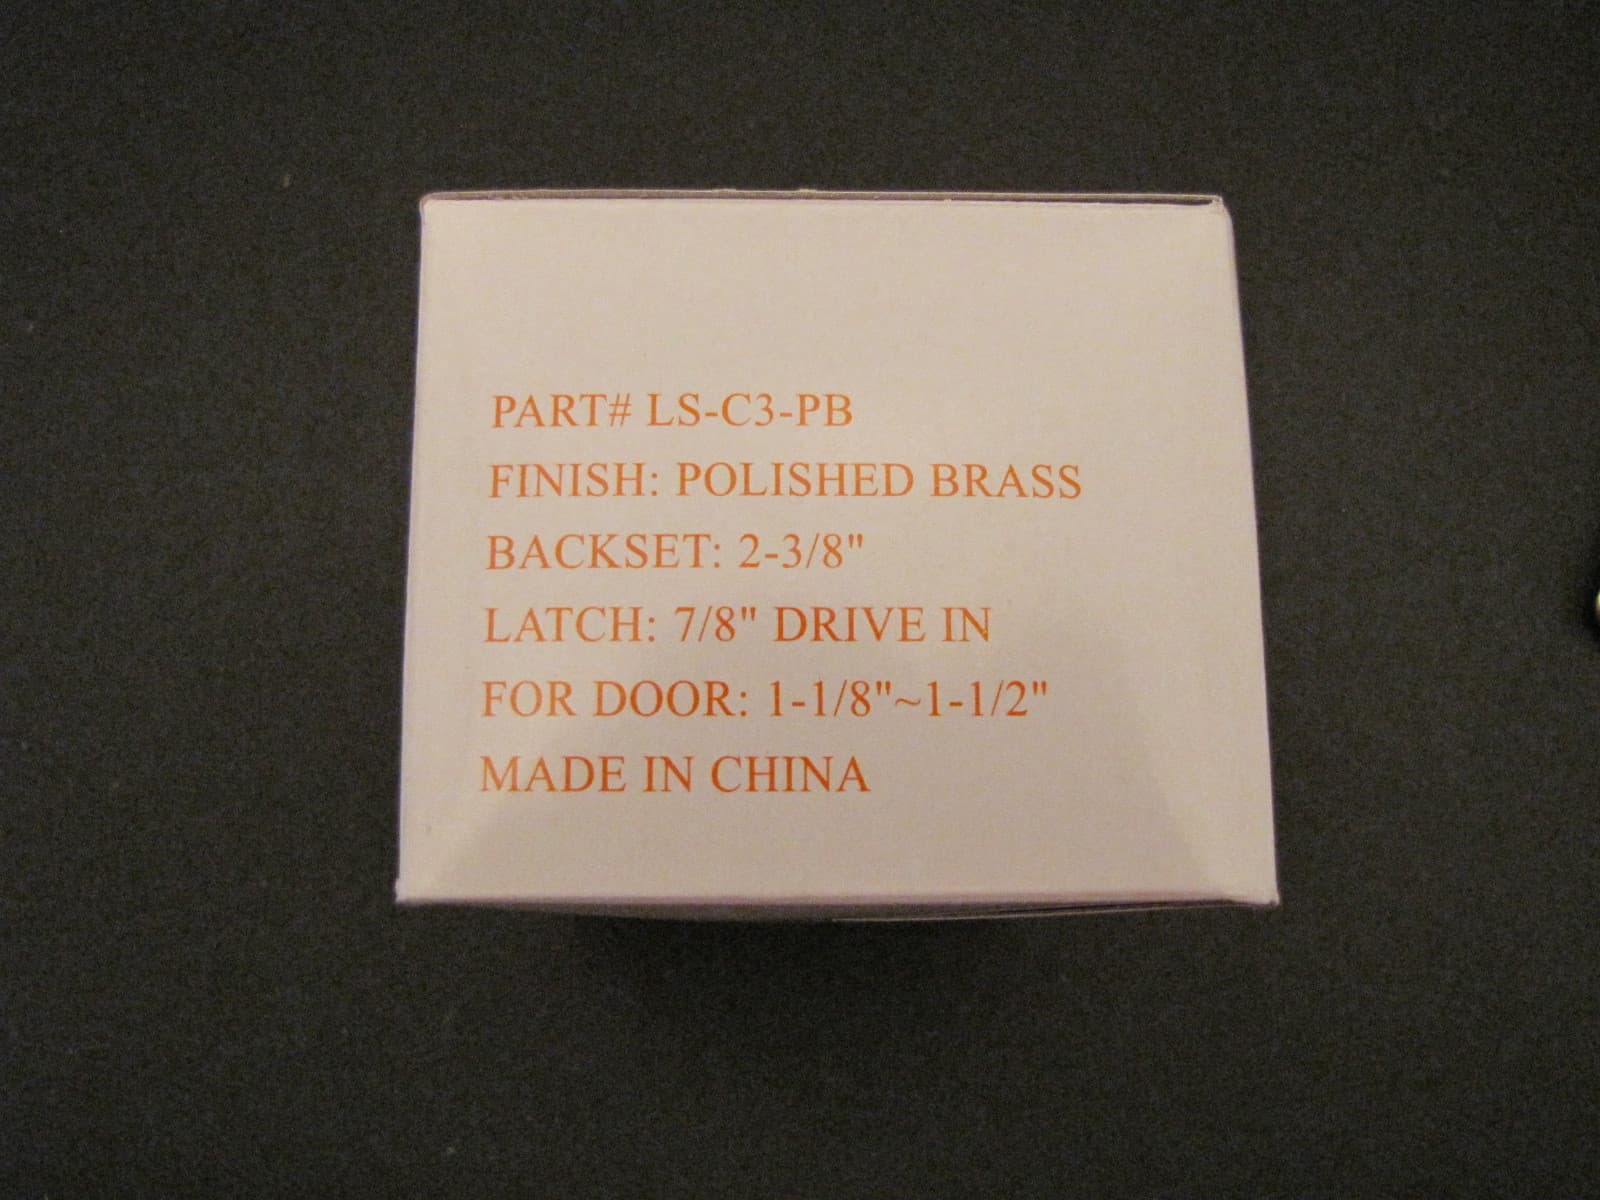 PART# LS-C3-PB
FINISH: POLISHED BRASS
BACKSET: 2-3/8"
LATCH: 7/8" DRIVE IN
FOR DOOR: 1-1/8"~1-1/2"
MADE IN CHINA